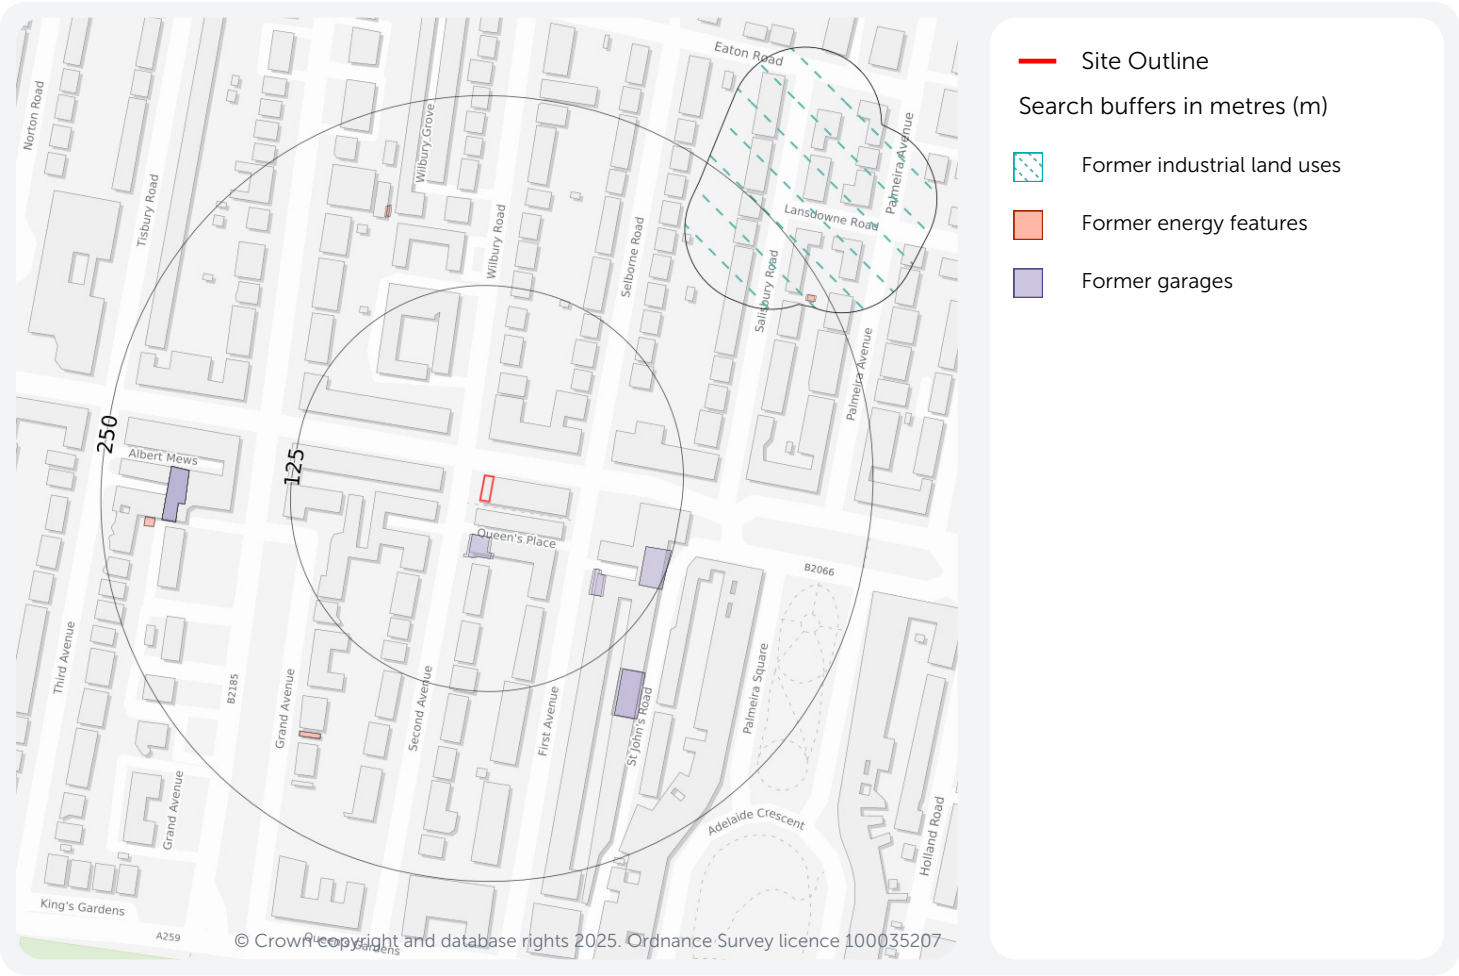 Eaton Road
Norton Road
Wilbury Grove
Palmeira Avenue
Tisbury Road
Wilbury Road
Selborne Road
Lansdowne Road
Salisbury Road
Palmeira Avenue
250
125
Albert Mews
Queen's Place
B2066
Third Avenue
B2185
Grand Avenue
Second Avenue
First Avenue
St John's Road
Palmeira Square
Grand Avenue
Adelaide Crescent
Holland Road
King's Gardens
A259
Queen's Gardens
© Crown copyright and database rights 2025. Ordnance Survey licence 100035207
Site Outline
Search buffers in metres (m)
Former industrial land uses
Former energy features
Former garages